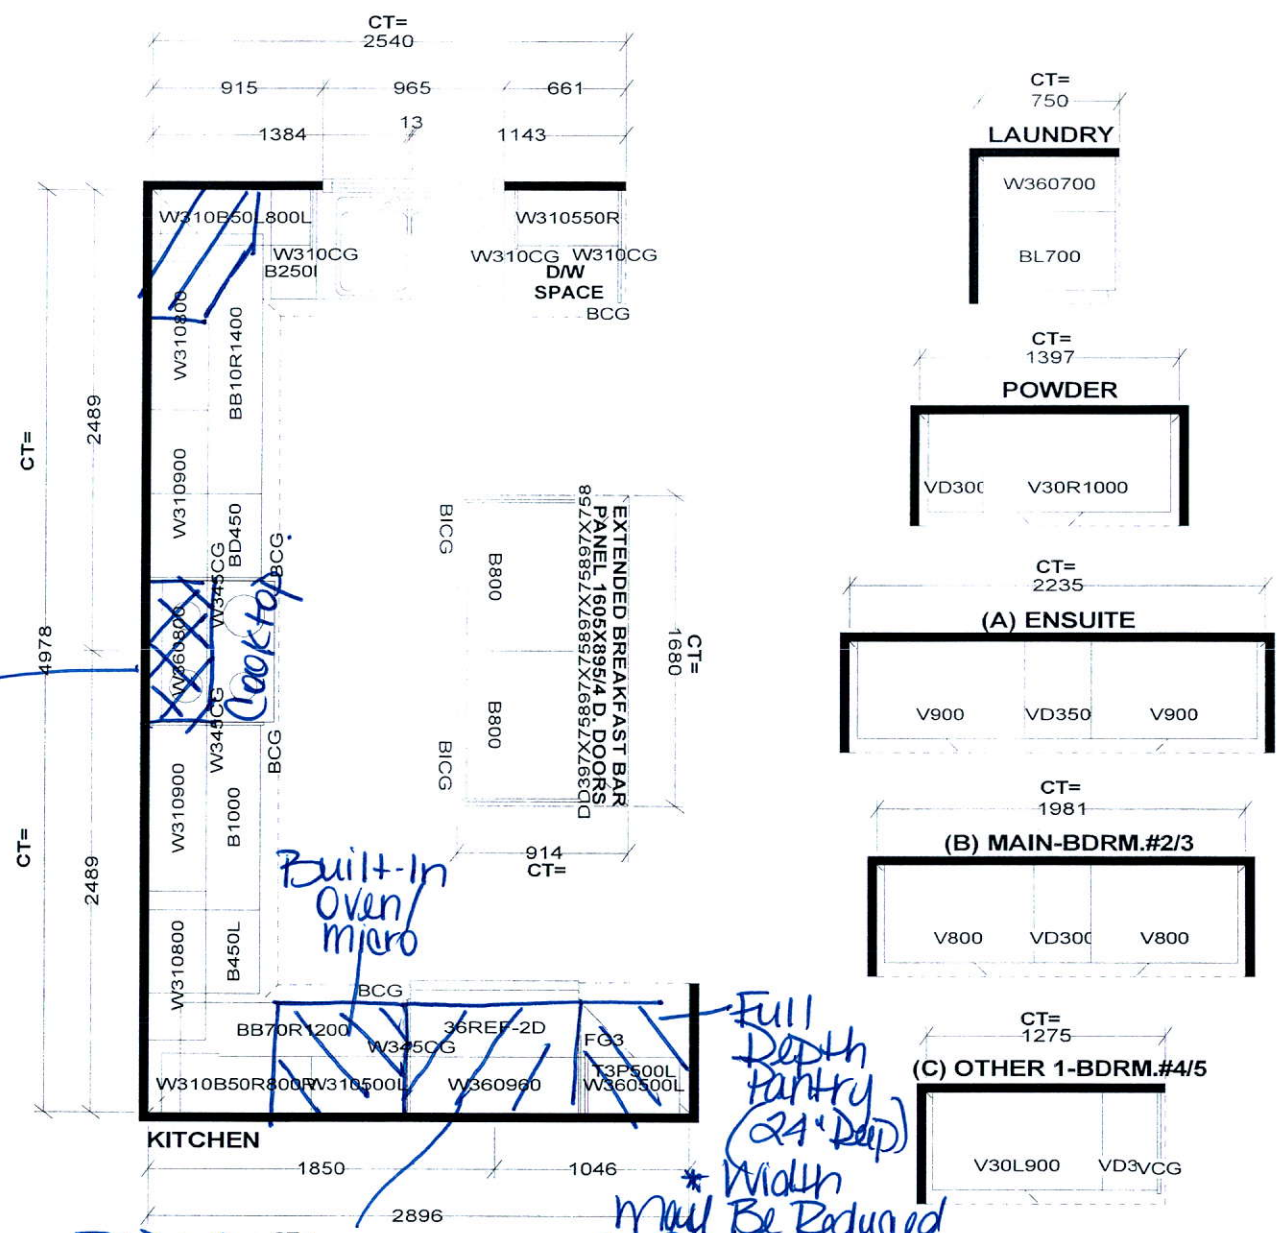 CT=
2540
915
965
661
1384
13
1143
W310B50L800L
W310CG
B250
W310550R
W310CG
W310CG
D/W
SPACE
BCG
W310800
BB10R1400
W310900
BD450
W345CG
BCG
W360800
Cooktop
W345CG
BCG
W310900
B1000
W310800
B450L
CT=
2489
4978
CT=
2489
BICG
B800
B800
BICG
EXTENDED BREAKFAST BAR
PANEL 1605X895/4 D. DOORS
CT=
1680
914
CT=
Built-In
Oven/
Micro
BCG
BB70R1200
W345CG
36REF-2D
FG3
T3P500L
W310B50R800R
W310500L
W360960
W360500L
KITCHEN
1850
1046
2896
Full
Depth
Pantry
(24" Deep)
* Width
May Be Reduced
CT=
750
LAUNDRY
W360700
BL700
CT=
1397
POWDER
VD300
V30R1000
CT=
2235
(A) ENSUITE
V900
VD350
V900
CT=
1981
(B) MAIN-BDRM.#2/3
V800
VD300
V800
CT=
1275
(C) OTHER 1-BDRM.#4/5
V30L900
VD3
VCG